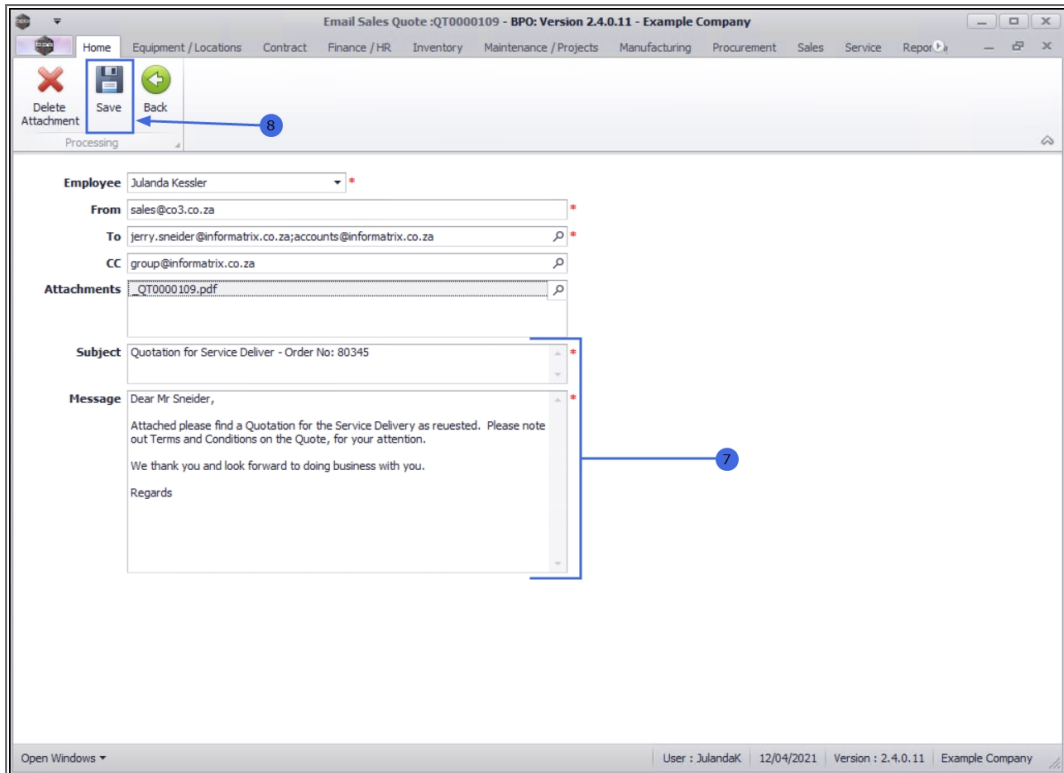 Email Sales Quote :QT0000109 - BPO: Version 2.4.0.11 - Example Company
Home Equipment / Locations Contract Finance / HR Inventory Maintenance / Projects Manufacturing Procurement Sales Service Repor
Delete Attachment
Save
Back
8
Processing
Employee Julanda Kessler *
From sales@co3.co.za *
To jerry.sneider@informatrix.co.za;accounts@informatrix.co.za *
CC group@informatrix.co.za
Attachments _QT0000109.pdf
Subject Quotation for Service Deliver - Order No: 80345 *
Message Dear Mr Sneider, *
Attached please find a Quotation for the Service Delivery as reuested. Please note
out Terms and Conditions on the Quote, for your attention.
7
We thank you and look forward to doing business with you.
Regards
Open Windows User : JulandaK 12/04/2021 Version : 2.4.0.11 Example Company